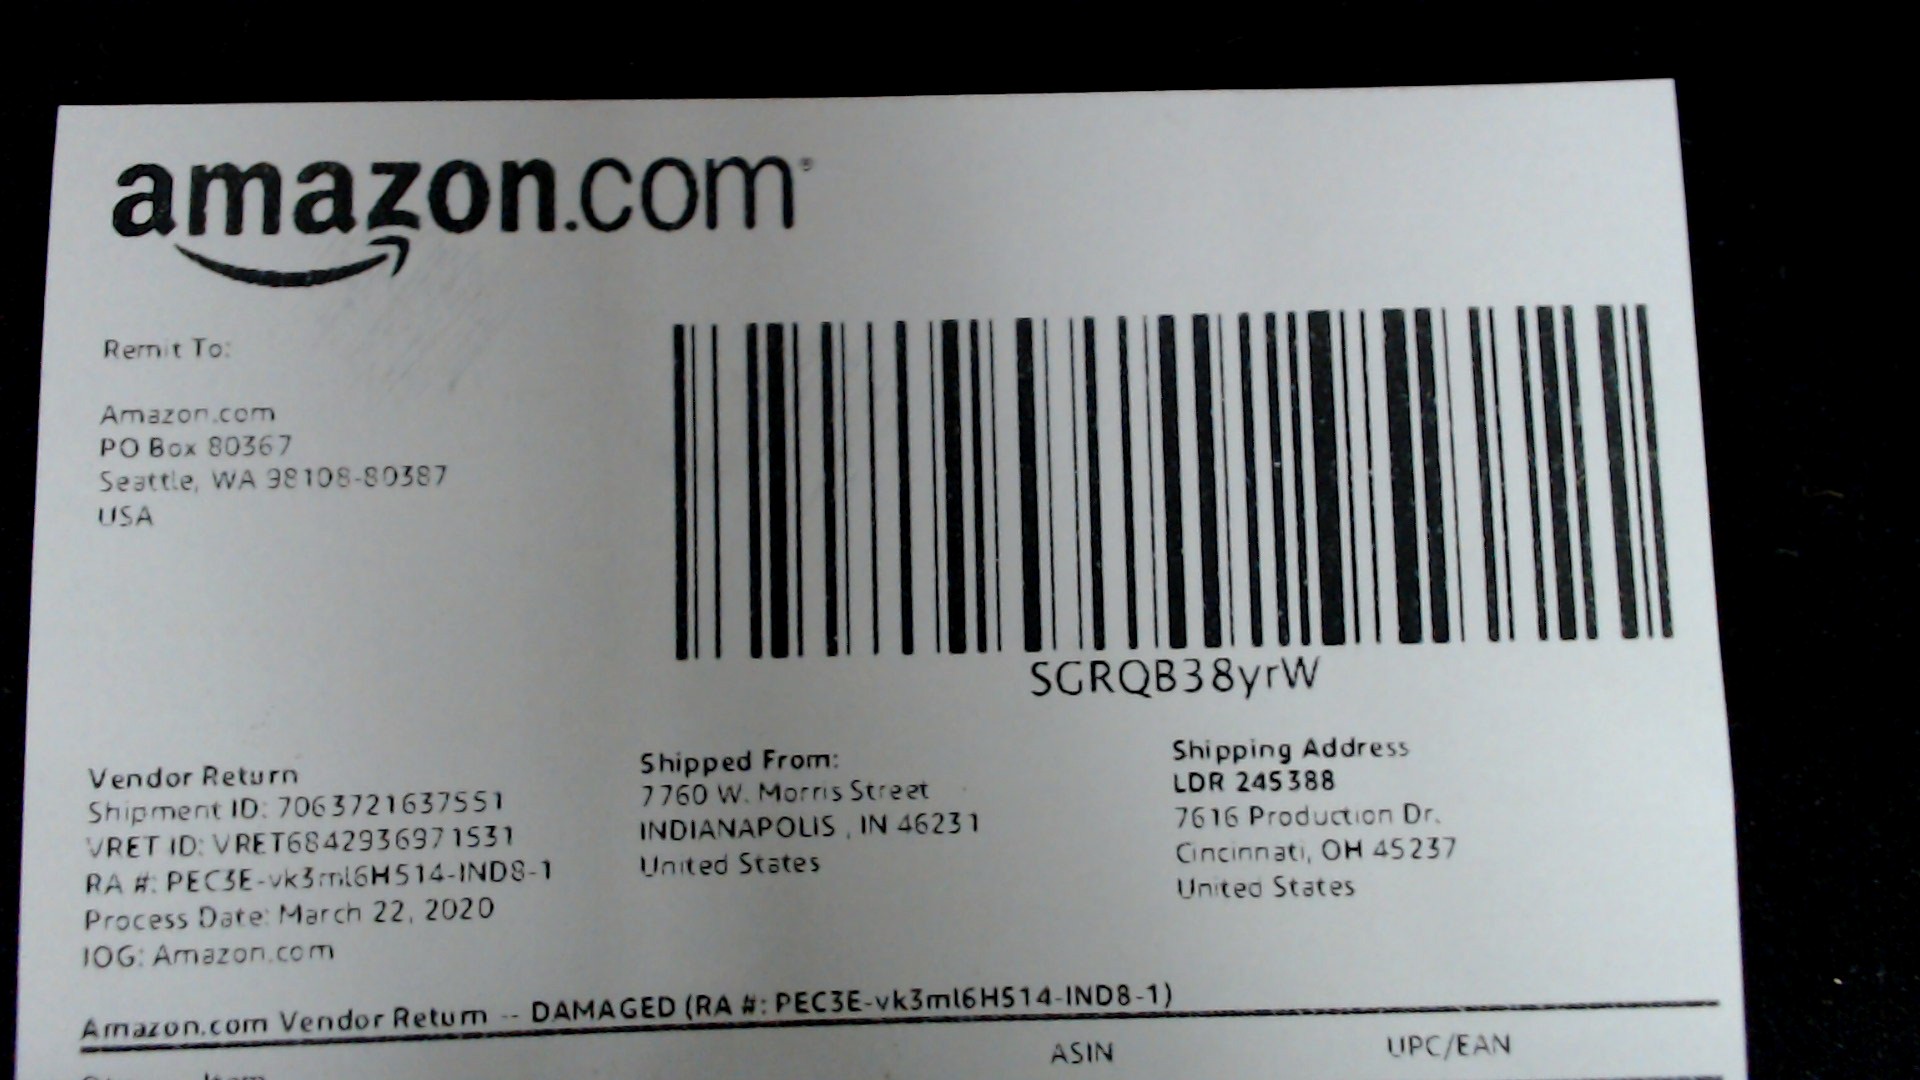 amazon.com
Remit To:
Amazon.com
PO Box 80367
Seattle, WA 98108-80387
USA
SGRQB38yrW
Vendor Return
Shipment ID: 7063721637551
VRET ID: VRET6842936971531
RA #: PEC3E-vk3ml6H514-IND8-1
Process Date: March 22, 2020
IOG: Amazon.com
Shipped From:
7760 W. Morris Street
INDIANAPOLIS , IN 46231
United States
Shipping Address
LDR 245388
7616 Production Dr.
Cincinnati, OH 45237
United States
Amazon.com Vendor Return -- DAMAGED (RA #: PEC3E-vk3ml6H514-IND8-1)
ASIN UPC/EAN